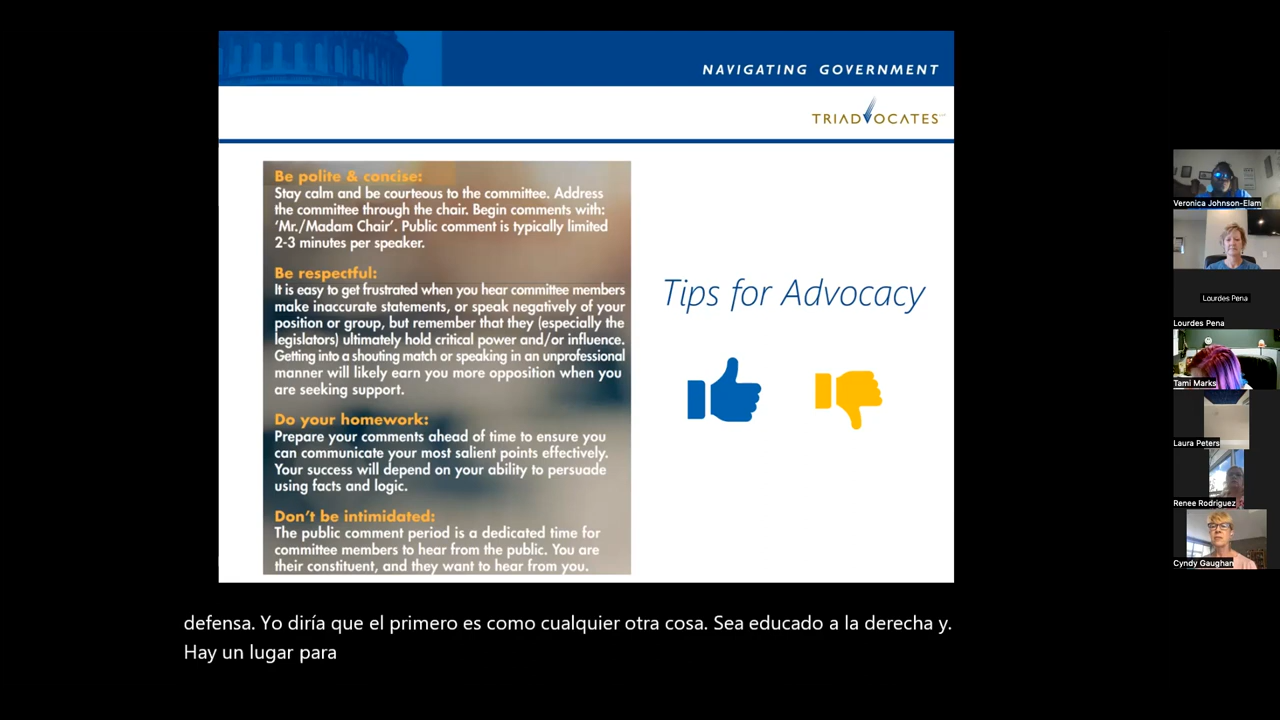 NAVIGATING GOVERNMENT
TRIADVOCATES
Be polite & concise:
Stay calm and be courteous to the committee. Address
the committee through the chair. Begin comments with:
'Mr./Madam Chair'. Public comment is typically limited
2-3 minutes per speaker.
Be respectful:
It is easy to get frustrated when you hear committee members
make inaccurate statements, or speak negatively of your
position or group, but remember that they (especially the
legislators) ultimately hold critical power and/or influence.
Getting into a shouting match or speaking in an unprofessional
manner will likely earn you more opposition when you
are seeking support.
Do your homework:
Prepare your comments ahead of time to ensure you
can communicate your most salient points effectively.
Your success will depend on your ability to persuade
using facts and logic.
Don't be intimidated:
The public comment period is a dedicated time for
committee members to hear from the public. You are
their constituent, and they want to hear from you.
Tips for Advocacy
Veronica Johnson-Elam
Lourdes Pena
Lourdes Pena
Tami Marks
Laura Peters
Renee Rodriguez
Cyndy Gaughan
defensa. Yo diría que el primero es como cualquier otra cosa. Sea educado a la derecha y.
Hay un lugar para